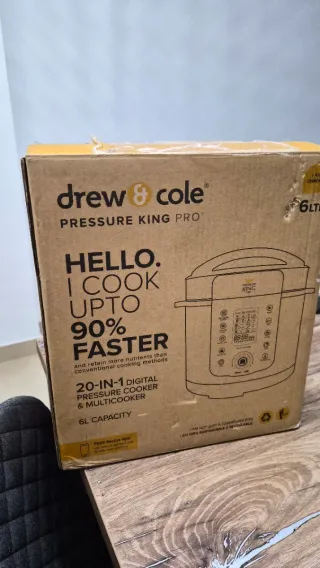 drew & cole®
PRESSURE KING PRO
6LT
HELLO.
I COOK
UPTO
90%
FASTER
and retain more nutrients than
conventional cooking methods
20-IN-1 DIGITAL
PRESSURE COOKER
& MULTICOOKER
6L CAPACITY